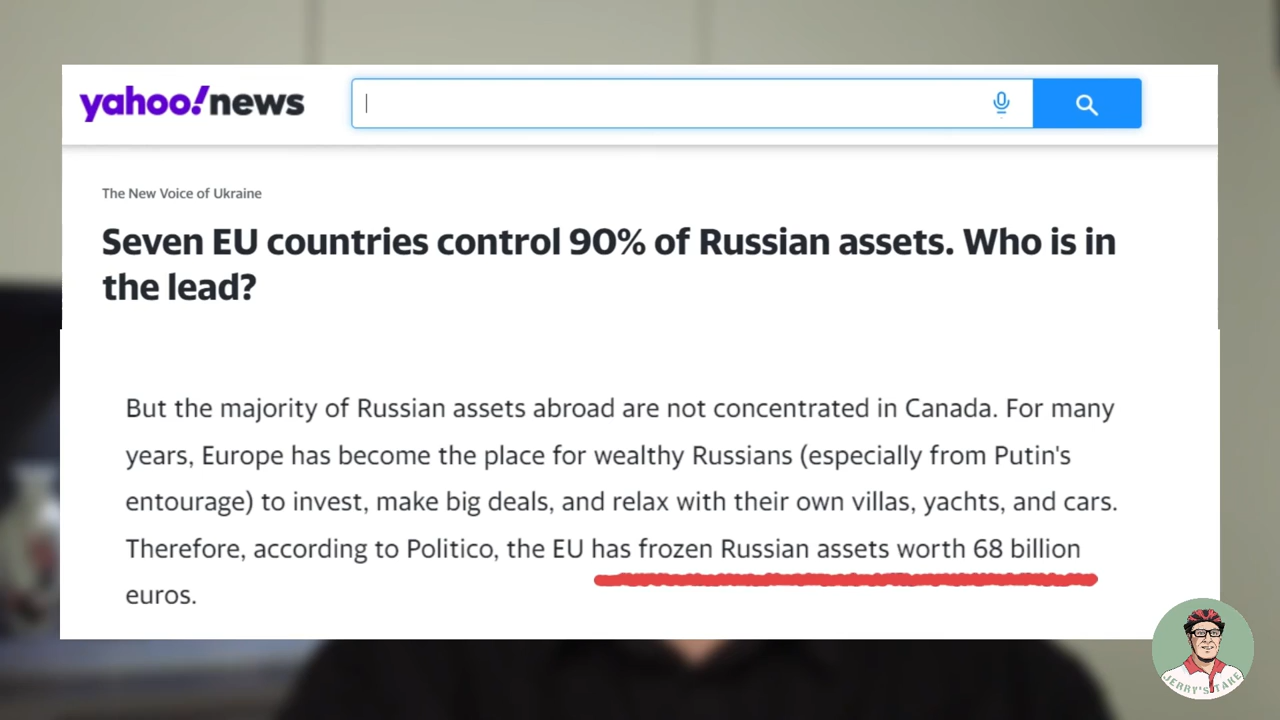 yahoo!news
The New Voice of Ukraine
Seven EU countries control 90% of Russian assets. Who is in
the lead?
But the majority of Russian assets abroad are not concentrated in Canada. For many
years, Europe has become the place for wealthy Russians (especially from Putin's
entourage) to invest, make big deals, and relax with their own villas, yachts, and cars.
Therefore, according to Politico, the EU has frozen Russian assets worth 68 billion
euros.
JERRY'S TAKE